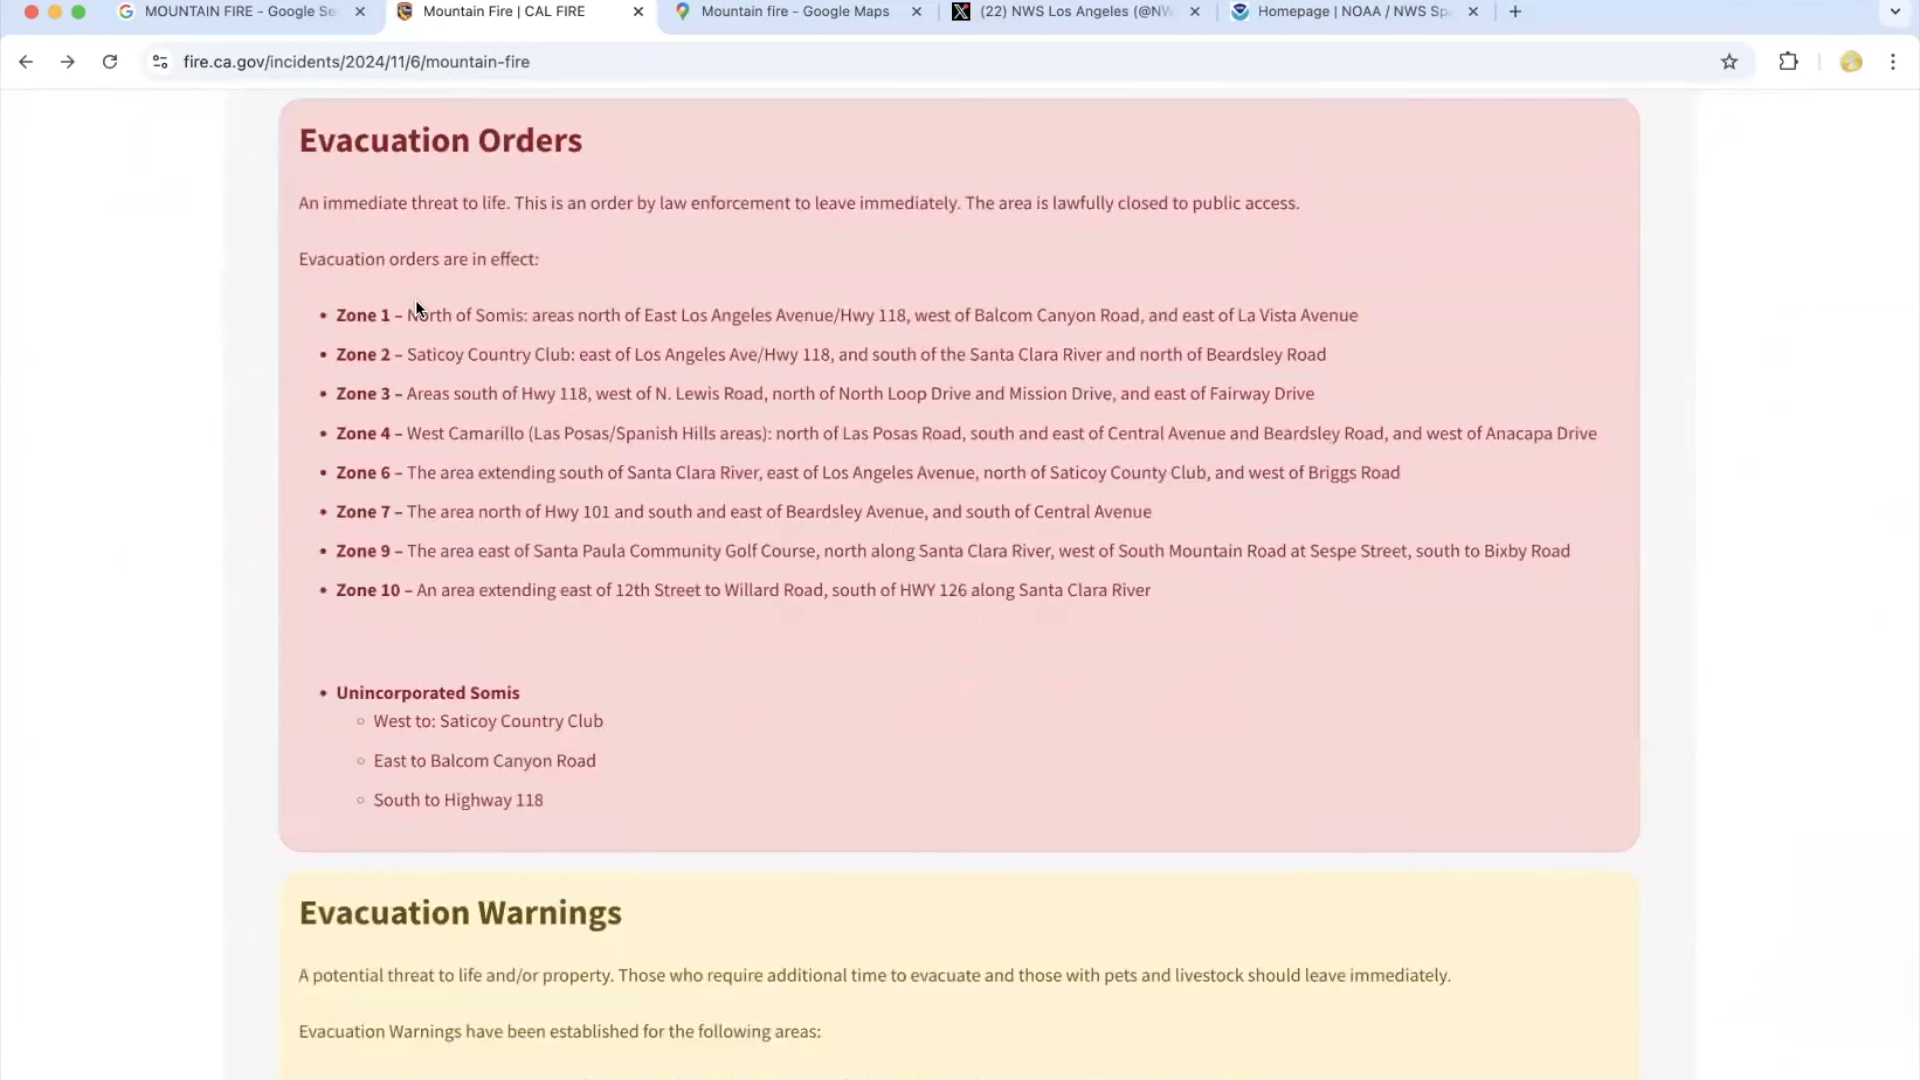 MOUNTAIN FIRE - Google Se
Mountain Fire | CAL FIRE
Mountain fire - Google Maps
(22) NWS Los Angeles (@NW
Homepage | NOAA / NWS Sp
fire.ca.gov/incidents/2024/11/6/mountain-fire
Evacuation Orders
An immediate threat to life. This is an order by law enforcement to leave immediately. The area is lawfully closed to public access.
Evacuation orders are in effect:
• Zone 1 – North of Somis: areas north of East Los Angeles Avenue/Hwy 118, west of Balcom Canyon Road, and east of La Vista Avenue
• Zone 2 – Saticoy Country Club: east of Los Angeles Ave/Hwy 118, and south of the Santa Clara River and north of Beardsley Road
• Zone 3 – Areas south of Hwy 118, west of N. Lewis Road, north of North Loop Drive and Mission Drive, and east of Fairway Drive
• Zone 4 – West Camarillo (Las Posas/Spanish Hills areas): north of Las Posas Road, south and east of Central Avenue and Beardsley Road, and west of Anacapa Drive
• Zone 6 – The area extending south of Santa Clara River, east of Los Angeles Avenue, north of Saticoy County Club, and west of Briggs Road
• Zone 7 – The area north of Hwy 101 and south and east of Beardsley Avenue, and south of Central Avenue
• Zone 9 – The area east of Santa Paula Community Golf Course, north along Santa Clara River, west of South Mountain Road at Sespe Street, south to Bixby Road
• Zone 10 – An area extending east of 12th Street to Willard Road, south of HWY 126 along Santa Clara River
• Unincorporated Somis
○ West to: Saticoy Country Club
○ East to Balcom Canyon Road
○ South to Highway 118
Evacuation Warnings
A potential threat to life and/or property. Those who require additional time to evacuate and those with pets and livestock should leave immediately.
Evacuation Warnings have been established for the following areas: